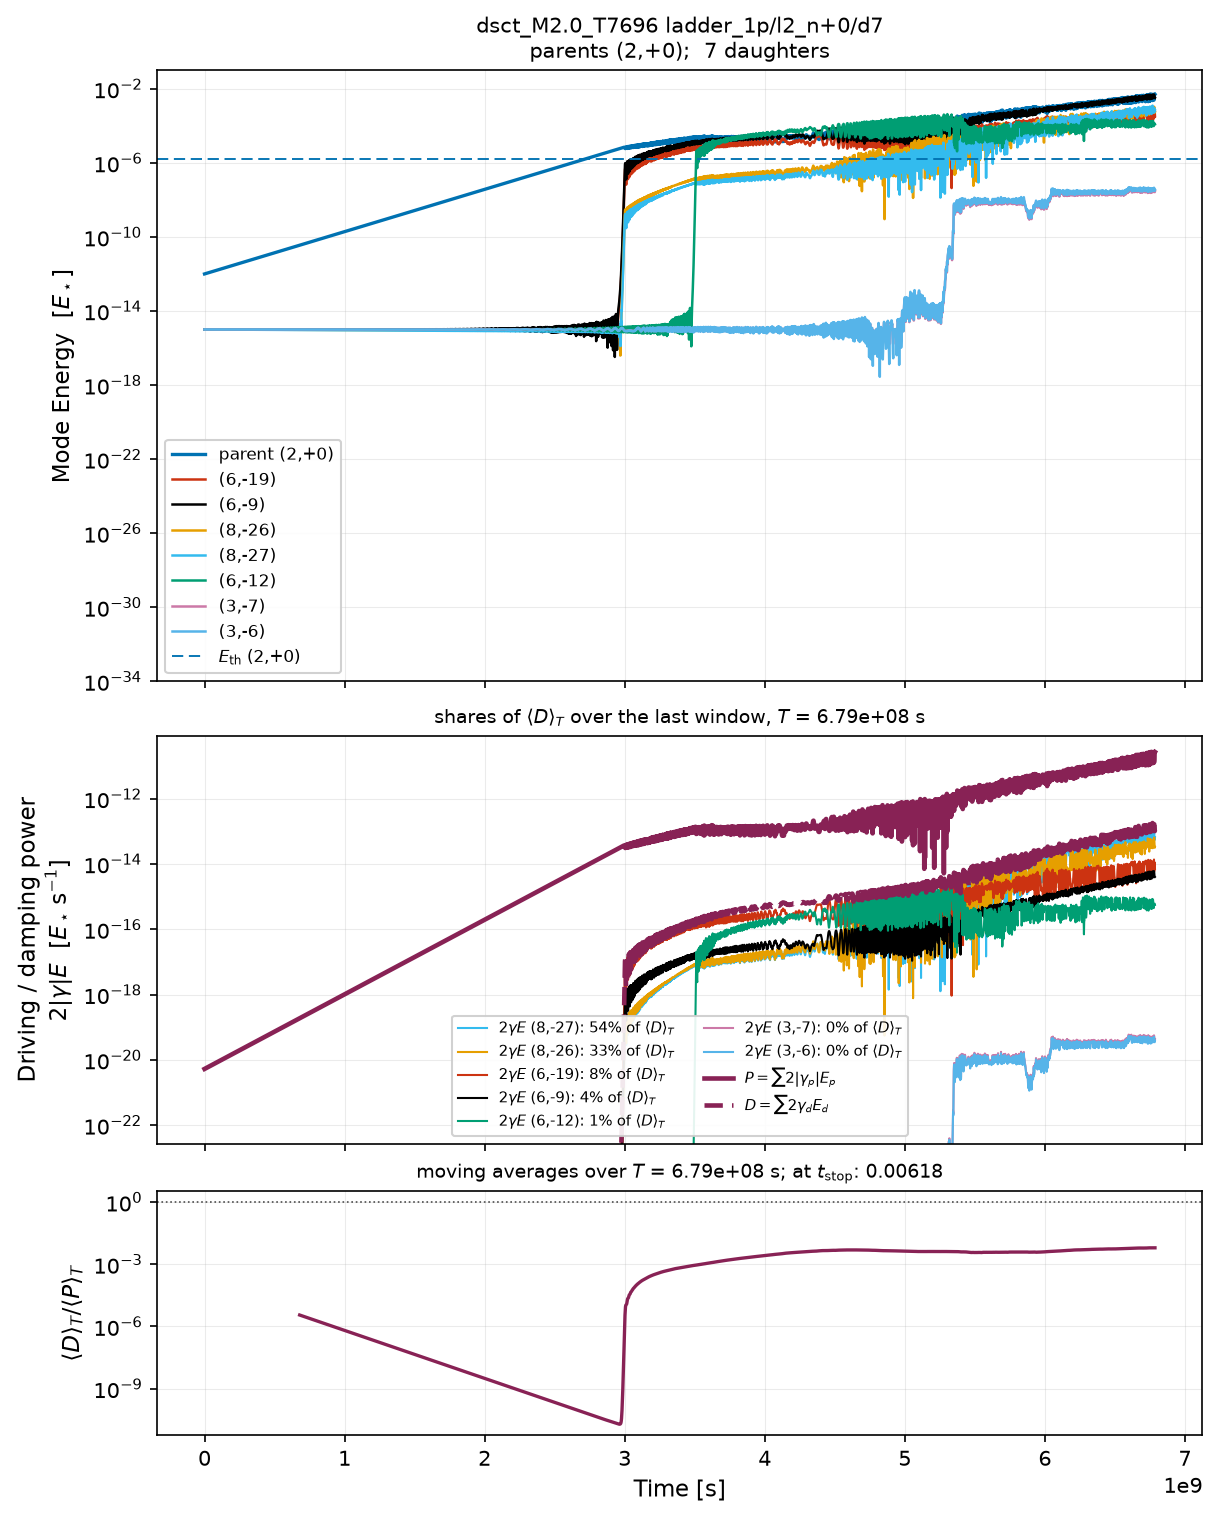 dsct_M2.0_T7696 ladder_1p/l2_n+0/d7
parents (2,+0);  7 daughters
Mode Energy [E⋆]
10⁻²
10⁻⁶
10⁻¹⁰
10⁻¹⁴
10⁻¹⁸
10⁻²²
10⁻²⁶
10⁻³⁰
10⁻³⁴
parent (2,+0)
(6,-19)
(6,-9)
(8,-26)
(8,-27)
(6,-12)
(3,-7)
(3,-6)
E_th (2,+0)
shares of ⟨D⟩_T over the last window, T = 6.79e+08 s
Driving / damping power
2|γ|E [E⋆ s⁻¹]
10⁻¹²
10⁻¹⁴
10⁻¹⁶
10⁻¹⁸
10⁻²⁰
10⁻²²
2γE (8,-27): 54% of ⟨D⟩_T
2γE (8,-26): 33% of ⟨D⟩_T
2γE (6,-19): 8% of ⟨D⟩_T
2γE (6,-9): 4% of ⟨D⟩_T
2γE (6,-12): 1% of ⟨D⟩_T
2γE (3,-7): 0% of ⟨D⟩_T
2γE (3,-6): 0% of ⟨D⟩_T
P = ∑2|γ_p|E_p
D = ∑2γ_dE_d
moving averages over T = 6.79e+08 s; at t_stop: 0.00618
⟨D⟩_T/⟨P⟩_T
10⁰
10⁻³
10⁻⁶
10⁻⁹
0 1 2 3 4 5 6 7
1e9
Time [s]